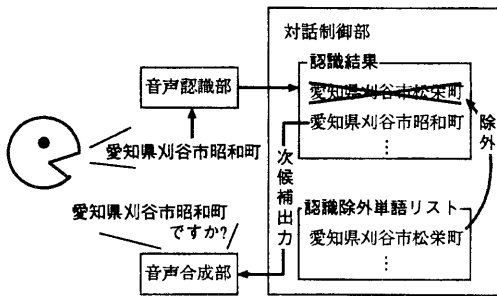 対話制御部
認識結果
音声認識部
愛知県刈谷市松栄町
愛知県刈谷市昭和町
⋮
除外
愛知県刈谷市昭和町
次候補出力
愛知県刈谷市昭和町
ですか?
認識除外単語リスト
愛知県刈谷市松栄町
⋮
音声合成部